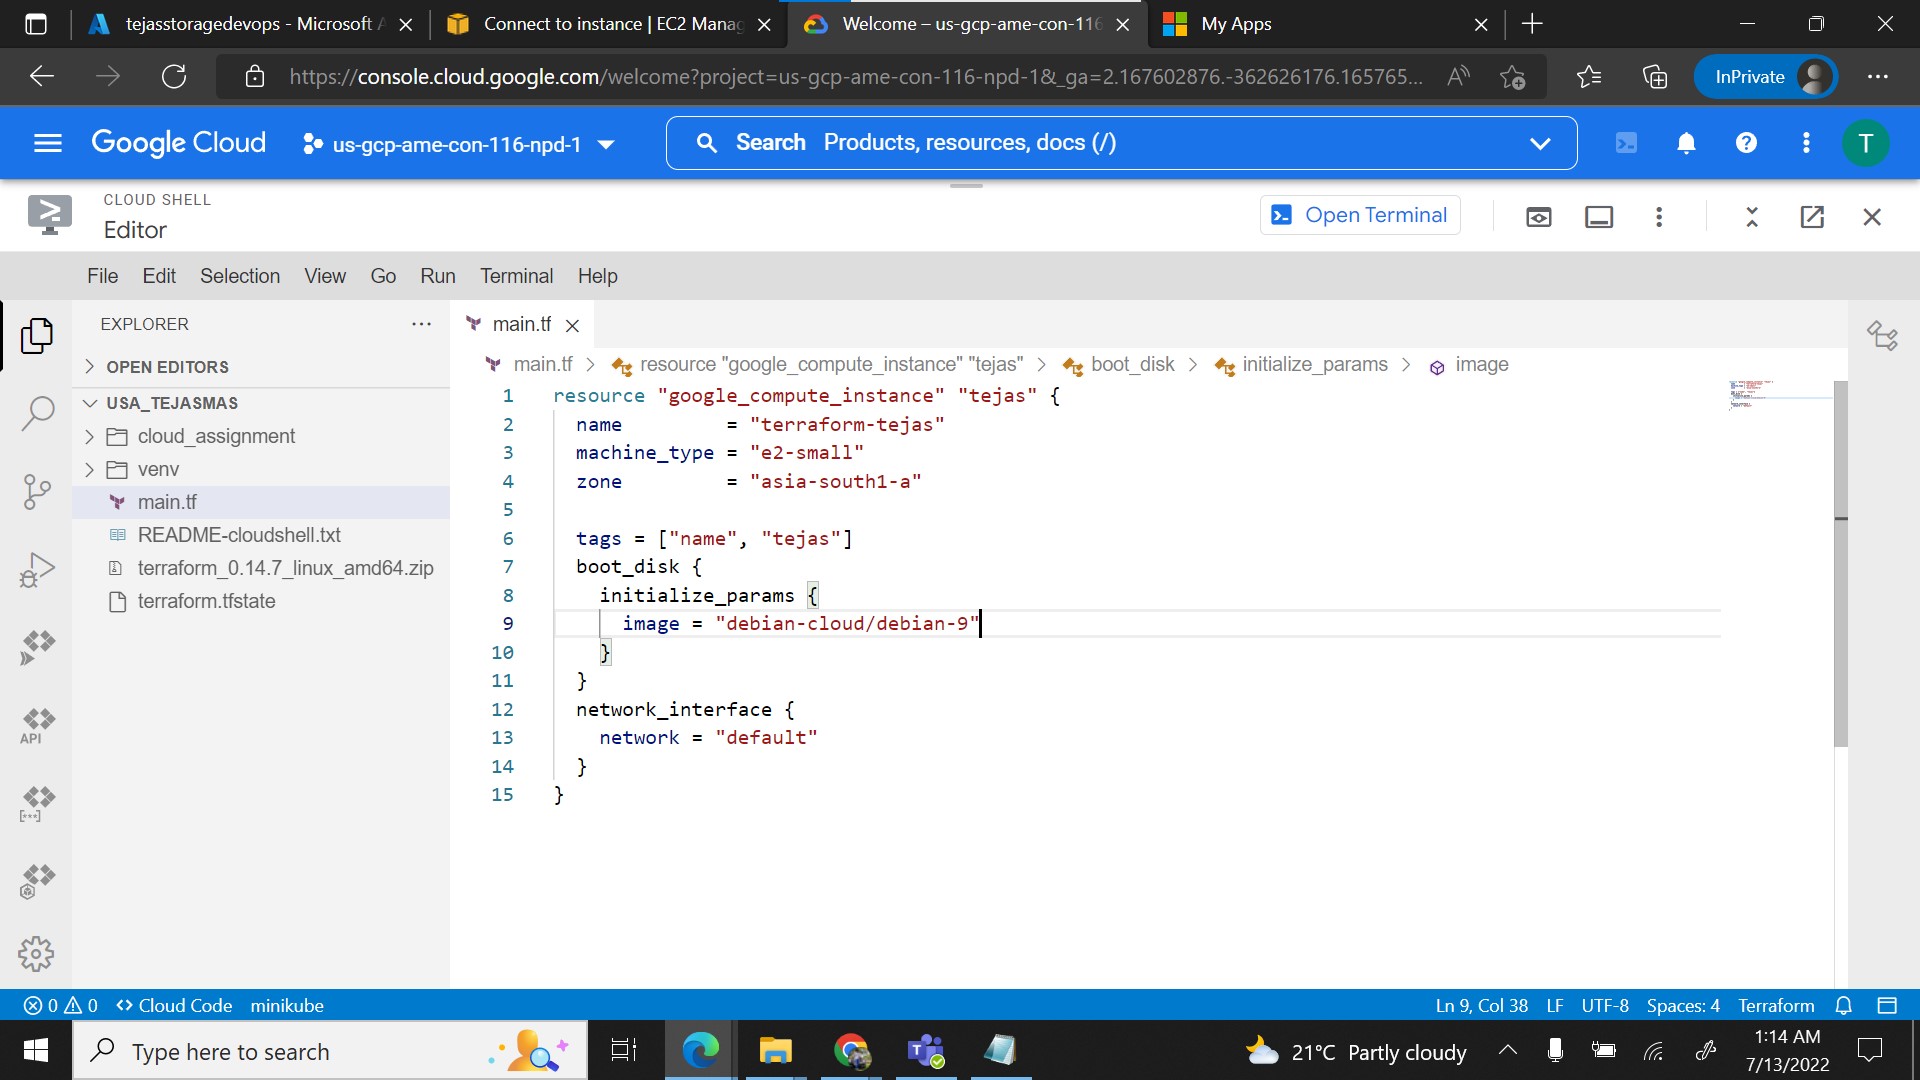 tejasstoragedevops - Microsoft A
Connect to instance | EC2 Manag
Welcome – us-gcp-ame-con-116
My Apps
https://console.cloud.google.com/welcome?project=us-gcp-ame-con-116-npd-1&_ga=2.167602876.-362626176.165765...
InPrivate
Google Cloud
us-gcp-ame-con-116-npd-1
Search Products, resources, docs (/)
T
CLOUD SHELL
Editor
Open Terminal
File Edit Selection View Go Run Terminal Help
EXPLORER
OPEN EDITORS
USA_TEJASMAS
cloud_assignment
venv
main.tf
README-cloudshell.txt
terraform_0.14.7_linux_amd64.zip
terraform.tfstate
API
main.tf
main.tf > resource "google_compute_instance" "tejas" > boot_disk > initialize_params > image
1 resource "google_compute_instance" "tejas" {
2 name = "terraform-tejas"
3 machine_type = "e2-small"
4 zone = "asia-south1-a"
5
6 tags = ["name", "tejas"]
7 boot_disk {
8 initialize_params {
9 image = "debian-cloud/debian-9"
10 }
11 }
12 network_interface {
13 network = "default"
14 }
15 }
0 0 Cloud Code minikube
Ln 9, Col 38 LF UTF-8 Spaces: 4 Terraform
Type here to search
21°C Partly cloudy
1:14 AM
7/13/2022